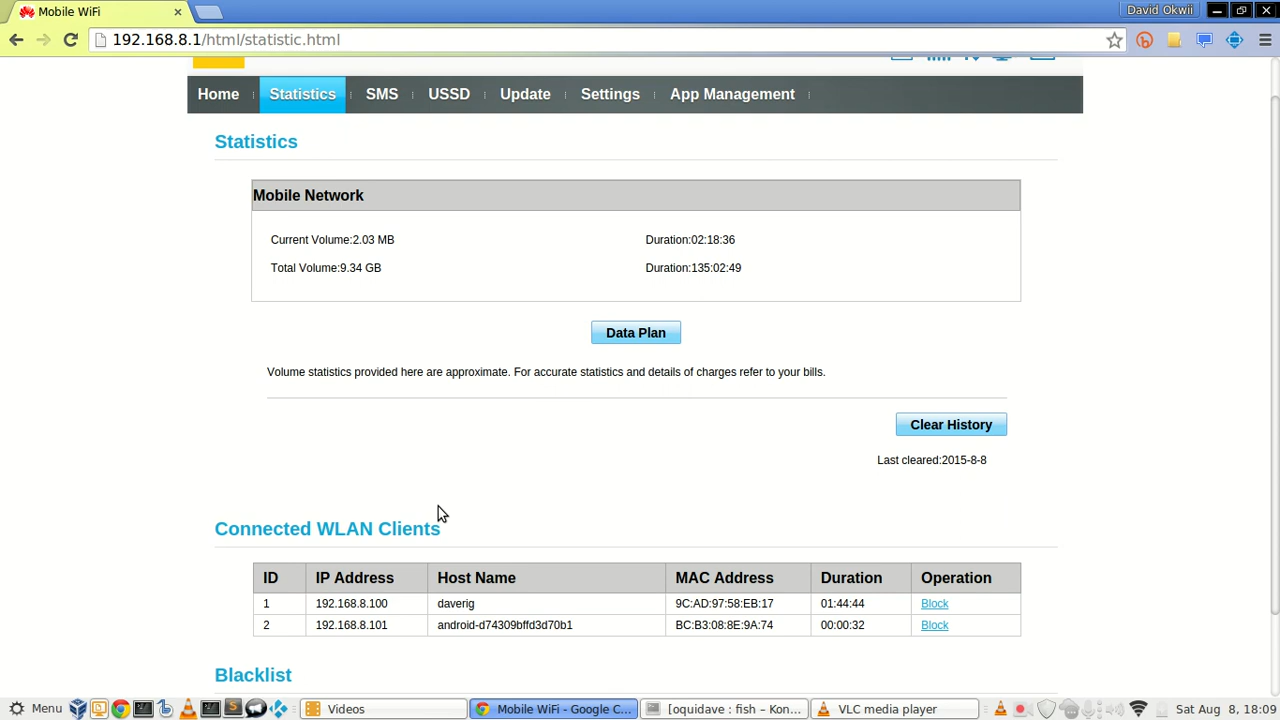 Mobile WiFi
David Okwii
192.168.8.1/html/statistic.html
Home Statistics SMS USSD Update Settings App Management
Statistics
Mobile Network
Current Volume:2.03 MB Duration:02:18:36
Total Volume:9.34 GB Duration:135:02:49
Data Plan
Volume statistics provided here are approximate. For accurate statistics and details of charges refer to your bills.
Clear History
Last cleared:2015-8-8
Connected WLAN Clients
ID IP Address Host Name MAC Address Duration Operation
1 192.168.8.100 daverig 9C:AD:97:58:EB:17 01:44:44 Block
2 192.168.8.101 android-d74309bffd3d70b1 BC:B3:08:8E:9A:74 00:00:32 Block
Blacklist
Menu Videos Mobile WiFi - Google C... [oquidave : fish – Kon... VLC media player Sat Aug 8, 18:09